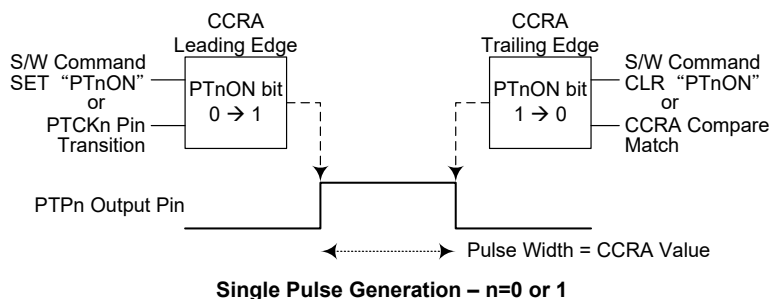 CCRA
Leading Edge
S/W Command
SET “PTnON”
or
PTCKn Pin
Transition
PTnON bit
0 → 1
CCRA
Trailing Edge
PTnON bit
1 → 0
S/W Command
CLR “PTnON”
or
CCRA Compare
Match
PTPn Output Pin
Pulse Width = CCRA Value
Single Pulse Generation – n=0 or 1